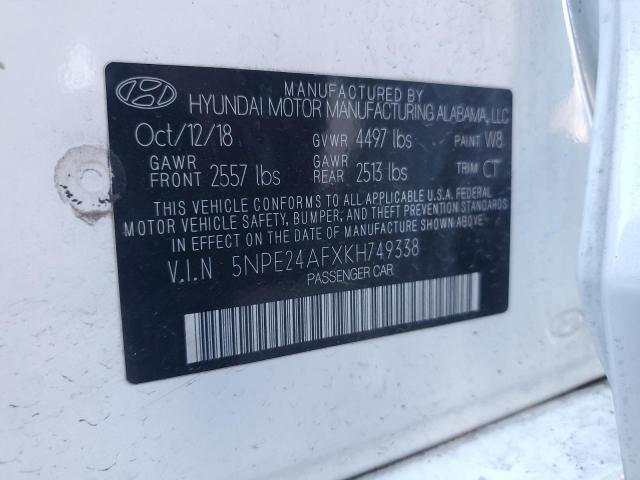 MANUFACTURED BY
HYUNDAI MOTOR MANUFACTURING ALABAMA, LLC
Oct/12/18 GVWR 4497 lbs PAINT W8
GAWR FRONT 2557 lbs GAWR REAR 2513 lbs TRIM CT
THIS VEHICLE CONFORMS TO ALL APPLICABLE U.S.A. FEDERAL
MOTOR VEHICLE SAFETY, BUMPER, AND THEFT PREVENTION STANDARDS
IN EFFECT ON THE DATE OF MANUFACTURE SHOWN ABOVE.
V.I.N 5NPE24AFXKH749338
PASSENGER CAR